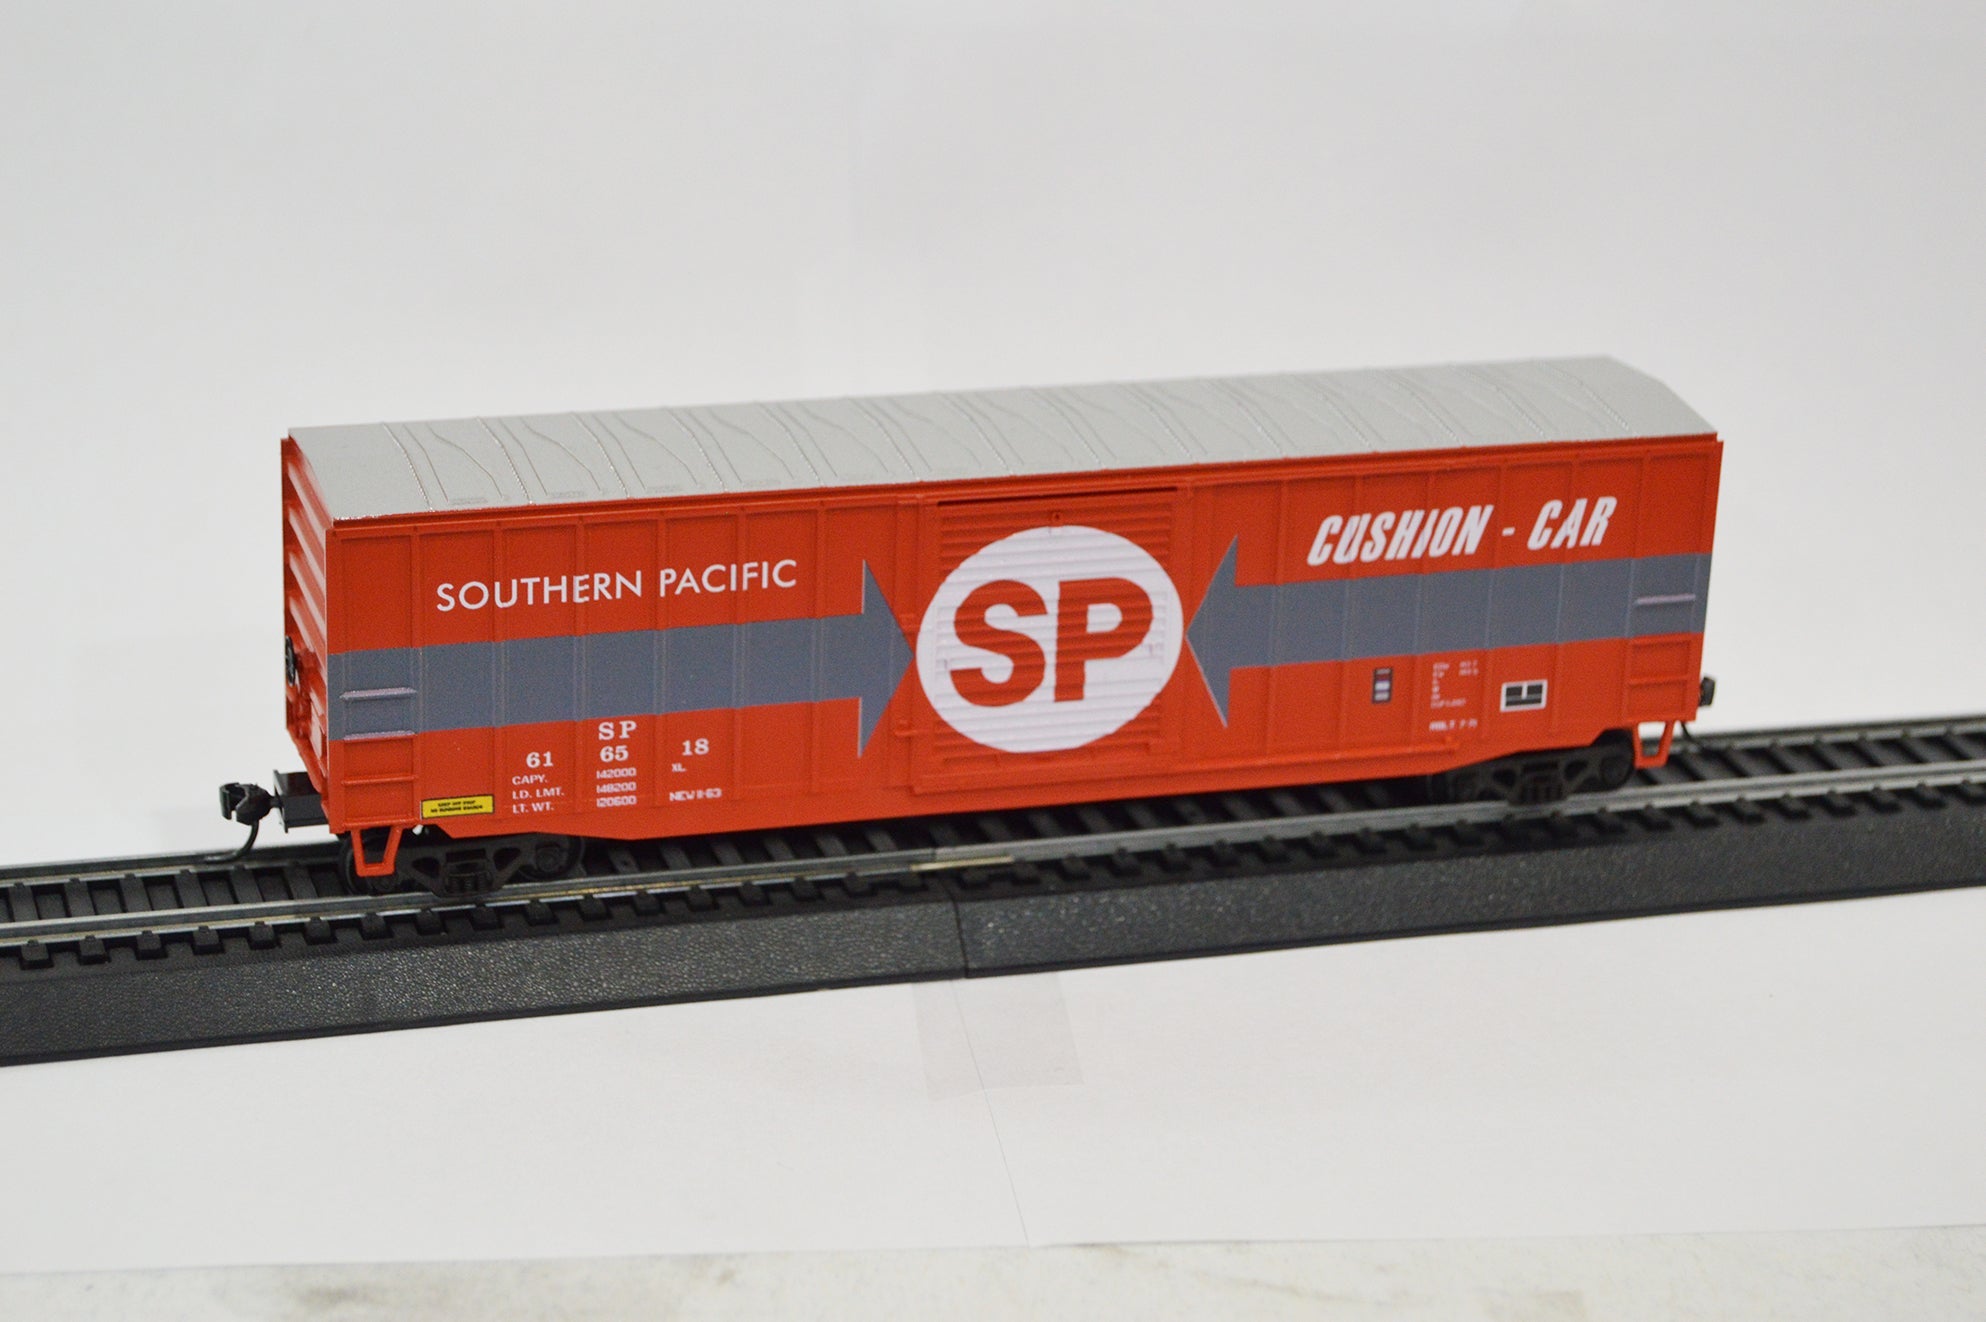 SOUTHERN PACIFIC
SP
CUSHION - CAR
SP
61 65 18
CAPY. 142000 XL
LD. LMT. 148200
LT. WT. 120600 NEW 11-63